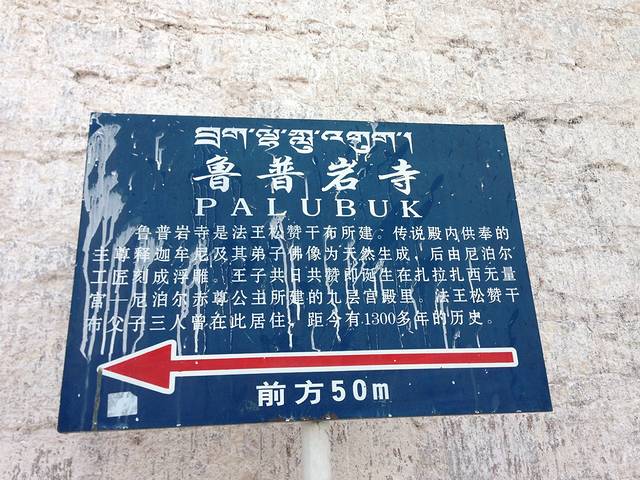 བྲག་ལྷ་ཀླུ་འཕུག།
鲁普岩寺
PALUBUK
鲁普岩寺是法王松赞干布所建。传说殿内供奉的
主尊释迦牟尼及其弟子佛像为天然生成，后由尼泊尔
工匠刻成浮雕。王子共日共赞即诞生在扎拉扎西无量
宫—尼泊尔赤尊公主所建的九层宫殿里。法王松赞干
布父子三人曾在此居住，距今有1300多年的历史。
前方50m